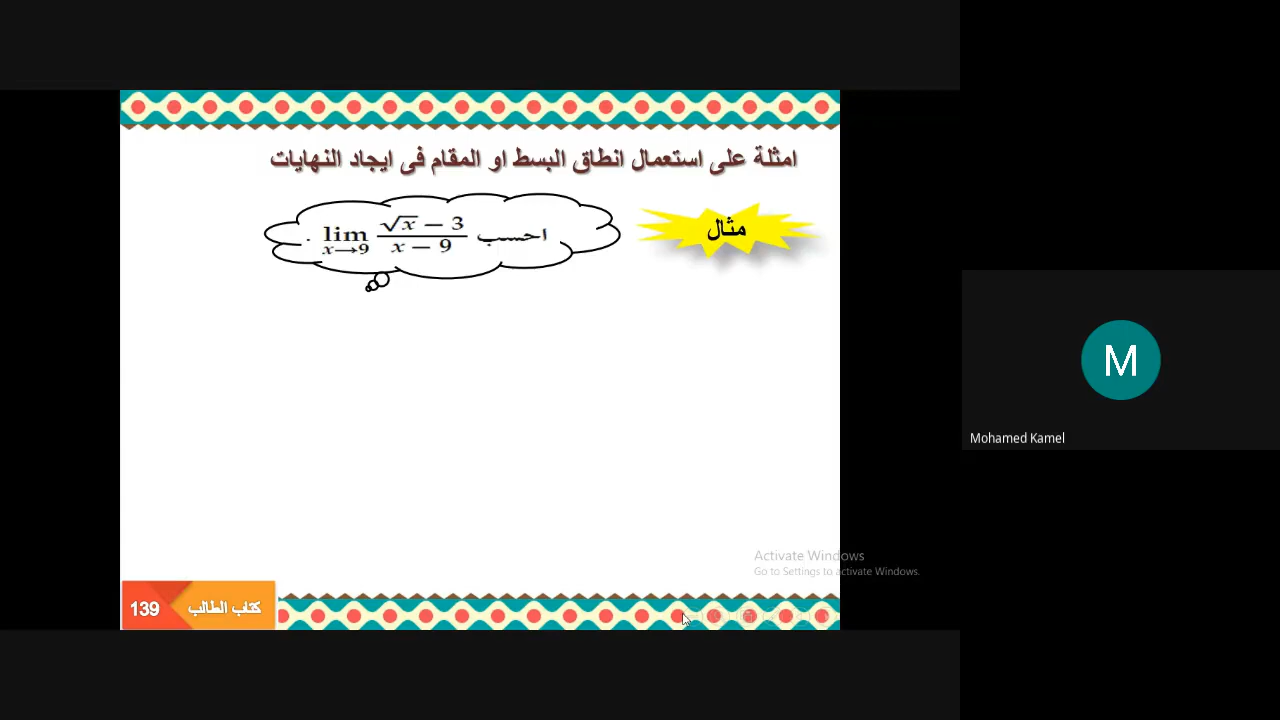 امثلة على استعمال انطاق البسط او المقام فى ايجاد النهايات
مثال
احسب lim x→9 (√x − 3)/(x − 9) .
M
Mohamed Kamel
Activate Windows
Go to Settings to activate Windows.
كتاب الطالب 139